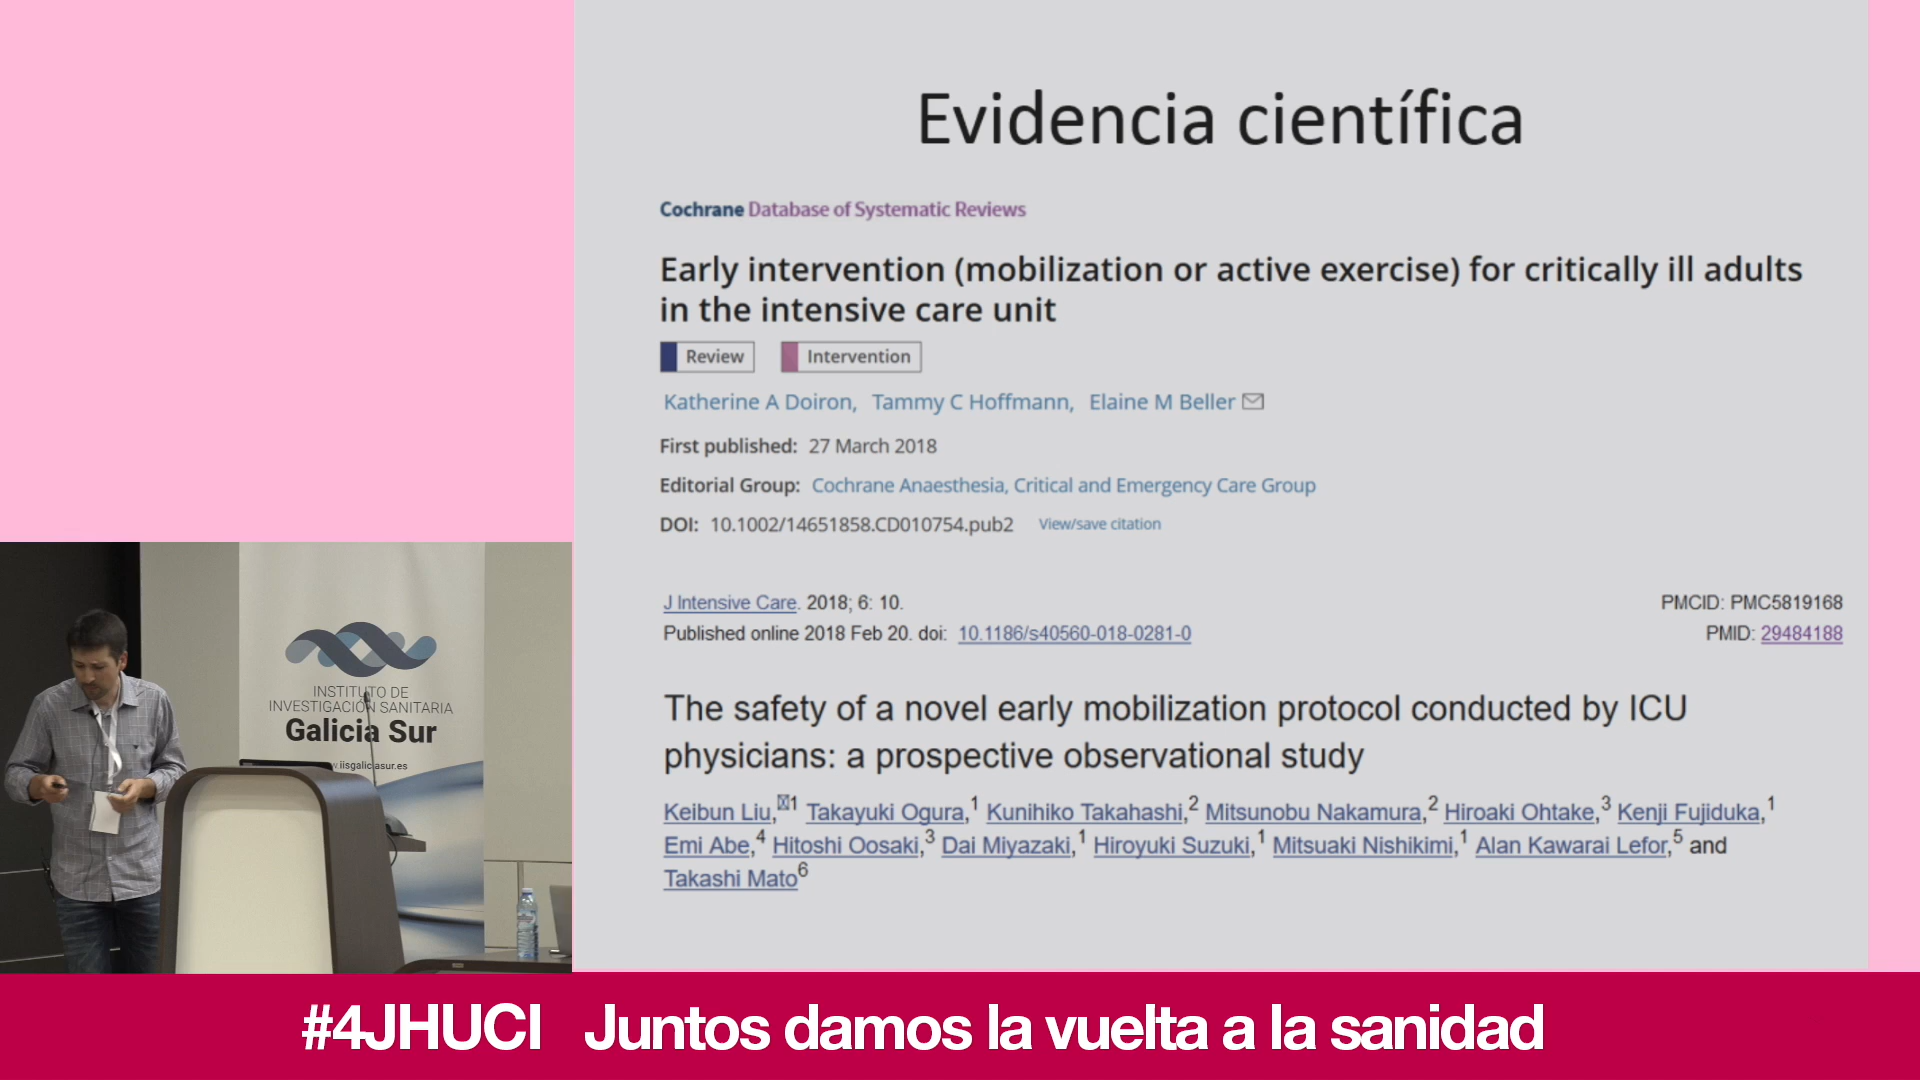 Evidencia científica
Cochrane Database of Systematic Reviews
Early intervention (mobilization or active exercise) for critically ill adults
in the intensive care unit
Review Intervention
Katherine A Doiron, Tammy C Hoffmann, Elaine M Beller
First published: 27 March 2018
Editorial Group: Cochrane Anaesthesia, Critical and Emergency Care Group
DOI: 10.1002/14651858.CD010754.pub2 View/save citation
J Intensive Care. 2018; 6: 10. PMCID: PMC5819168
Published online 2018 Feb 20. doi: 10.1186/s40560-018-0281-0 PMID: 29484188
The safety of a novel early mobilization protocol conducted by ICU
physicians: a prospective observational study
Keibun Liu,1 Takayuki Ogura,1 Kunihiko Takahashi,2 Mitsunobu Nakamura,2 Hiroaki Ohtake,3 Kenji Fujiduka,1
Emi Abe,4 Hitoshi Oosaki,3 Dai Miyazaki,1 Hiroyuki Suzuki,1 Mitsuaki Nishikimi,1 Alan Kawarai Lefor,5 and
Takashi Mato6
INSTITUTO DE
INVESTIGACIÓN SANITARIA
Galicia Sur
iisgaliciasur.es
#4JHUCI Juntos damos la vuelta a la sanidad